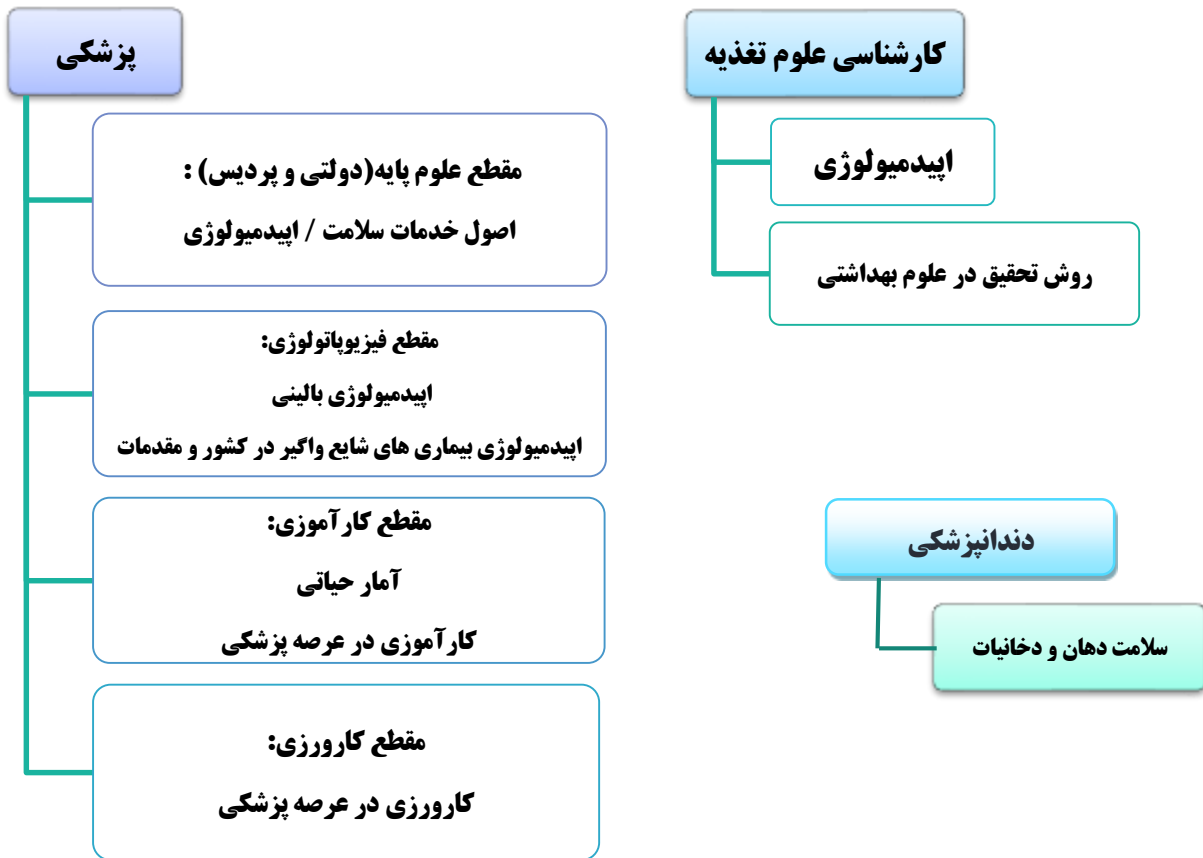 کارشناسی علوم تغذیه
اپیدمیولوژی
روش تحقیق در علوم بهداشتی
دندانپزشکی
سلامت دهان و دخانیات
پزشکی
مقطع علوم پایه(دولتی و پردیس) :
اصول خدمات سلامت / اپیدمیولوژی
مقطع فیزیوپاتولوژی:
اپیدمیولوژی بالینی
اپیدمیولوژی بیماری های شایع واگیر در کشور و مقدمات
مقطع کارآموزی:
آمار حیاتی
کارآموزی در عرصه پزشکی
مقطع کارورزی:
کارورزی در عرصه پزشکی